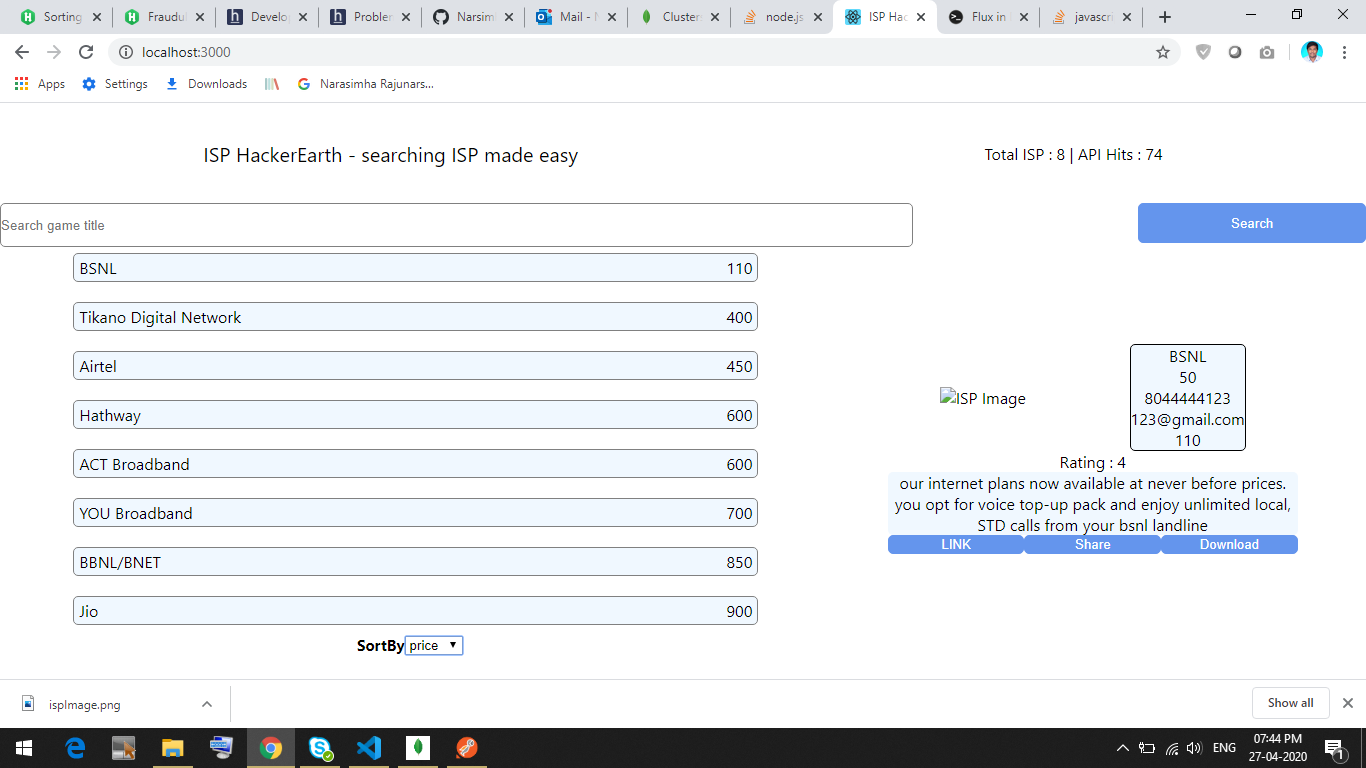 Sorting
Fraudu
Develo
Probler
Narsim
Mail - N
Cluster
node.js
ISP Hac
Flux in
javascri
localhost:3000
Apps Settings Downloads Narasimha Rajunars...
ISP HackerEarth - searching ISP made easy
Total ISP : 8 | API Hits : 74
Search game title
Search
BSNL 110
Tikano Digital Network 400
Airtel 450
Hathway 600
ACT Broadband 600
YOU Broadband 700
BBNL/BNET 850
Jio 900
SortBy price
ISP Image
BSNL
50
8044444123
123@gmail.com
110
Rating : 4
our internet plans now available at never before prices.
you opt for voice top-up pack and enjoy unlimited local,
STD calls from your bsnl landline
LINK Share Download
ispImage.png
Show all
ENG
07:44 PM
27-04-2020
1